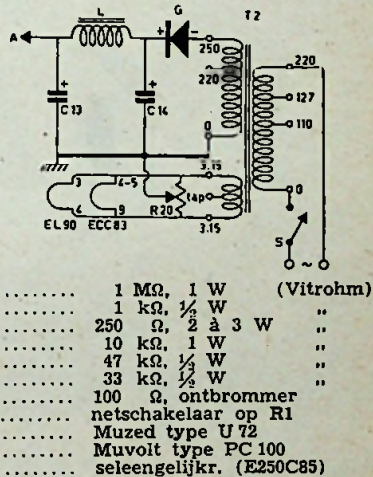 L
G
T2
A
+
-
250
220
220
127
110
+
C13
+
C14
0
0
3.15
3
4-5
tap
R20
4
9
EL90
ECC83
3.15
S
~
........ 1 MΩ, 1 W (Vitrohm)
........ 1 kΩ, ½ W "
........ 250 Ω, 2 à 3 W "
........ 10 kΩ, 1 W "
........ 47 kΩ, ½ W "
........ 33 kΩ, ½ W "
........ 100 Ω, ontbrommer
........ netschakelaar op R1
........ Muzed type U 72
........ Muvolt type PC 100
........ seleengelijkr. (E250C85)